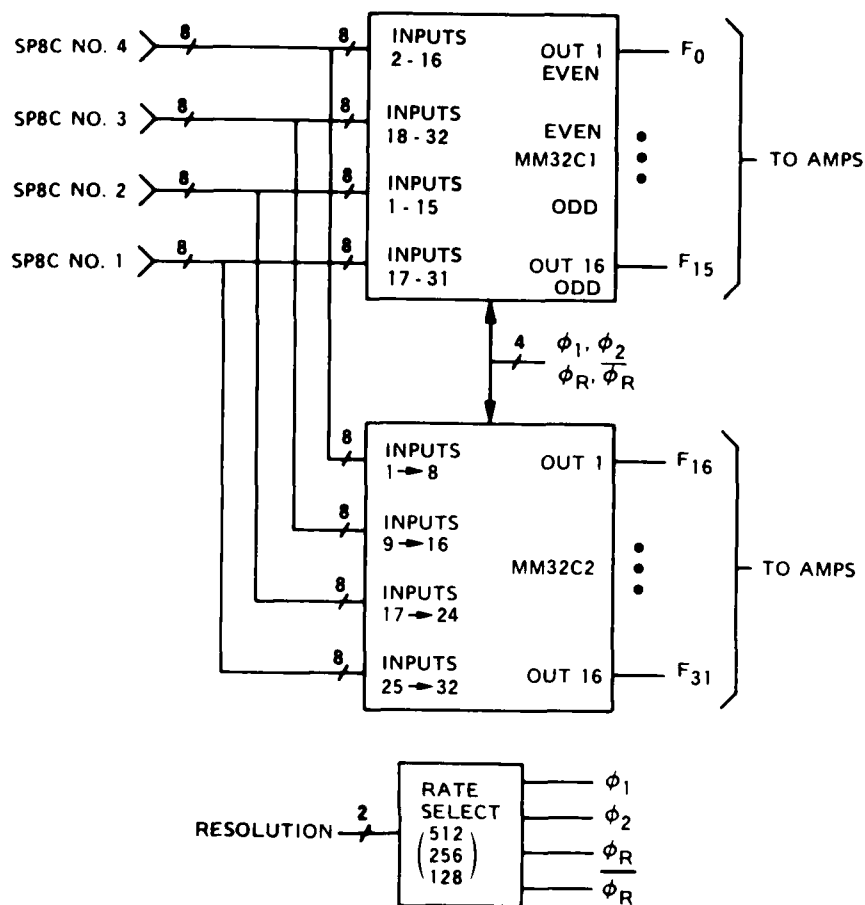 SP8C NO. 4
8
8
INPUTS
2 - 16
OUT 1
EVEN
F0
SP8C NO. 3
8
8
INPUTS
18 - 32
EVEN
MM32C1
TO AMPS
SP8C NO. 2
8
8
INPUTS
1 - 15
ODD
SP8C NO. 1
8
8
INPUTS
17 - 31
OUT 16
ODD
F15
4
ϕ1, ϕ2
ϕR, ϕ̅R
8
INPUTS
1 → 8
OUT 1
F16
8
INPUTS
9 → 16
MM32C2
TO AMPS
8
INPUTS
17 → 24
8
INPUTS
25 → 32
OUT 16
F31
RESOLUTION
2
RATE
SELECT
(512
256
128)
ϕ1
ϕ2
ϕR
ϕ̅R